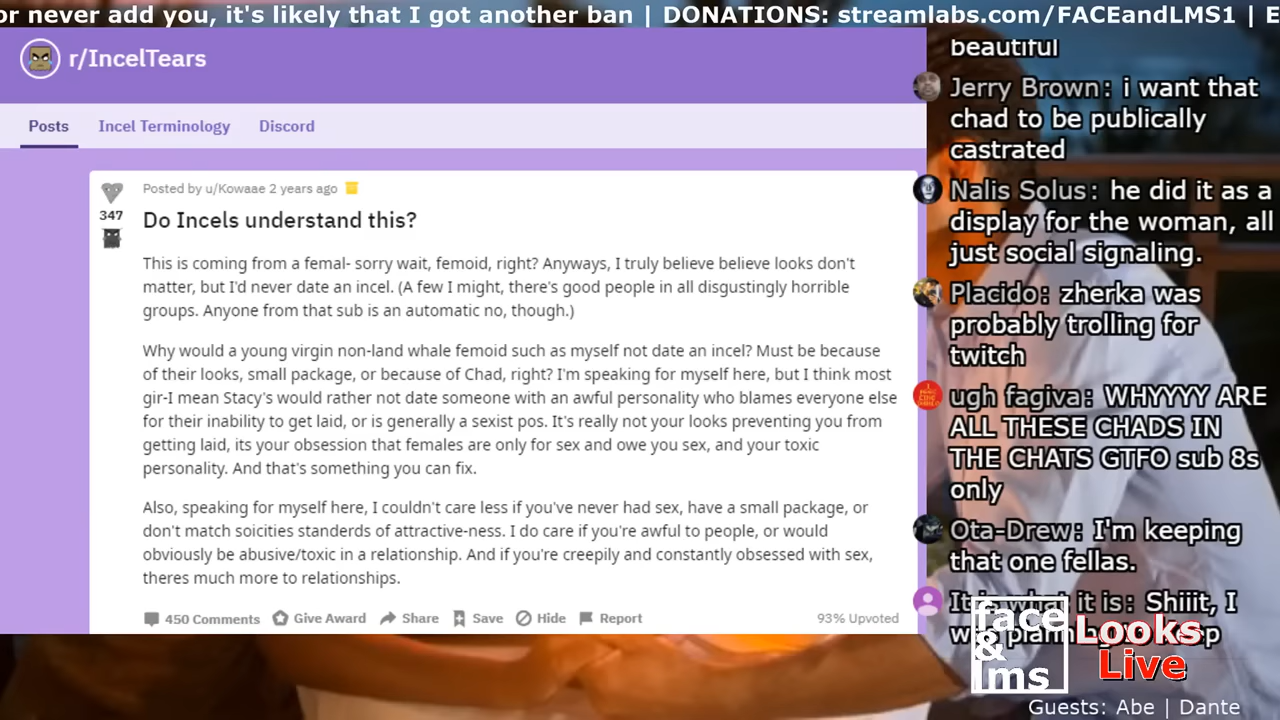 or never add you, it's likely that I got another ban | DONATIONS: streamlabs.com/FACEandLMS1 | E
r/IncelTears
Posts Incel Terminology Discord
Posted by u/Kowaae 2 years ago
347
Do Incels understand this?
This is coming from a femal- sorry wait, femoid, right? Anyways, I truly believe believe looks don't
matter, but I'd never date an incel. (A few I might, there's good people in all disgustingly horrible
groups. Anyone from that sub is an automatic no, though.)
Why would a young virgin non-land whale femoid such as myself not date an incel? Must be because
of their looks, small package, or because of Chad, right? I'm speaking for myself here, but I think most
gir-I mean Stacy's would rather not date someone with an awful personality who blames everyone else
for their inability to get laid, or is generally a sexist pos. It's really not your looks preventing you from
getting laid, its your obsession that females are only for sex and owe you sex, and your toxic
personality. And that's something you can fix.
Also, speaking for myself here, I couldn't care less if you've never had sex, have a small package, or
don't match soicities standerds of attractive-ness. I do care if you're awful to people, or would
obviously be abusive/toxic in a relationship. And if you're creepily and constantly obsessed with sex,
theres much more to relationships.
450 Comments Give Award Share Save Hide Report 93% Upvoted
beautiful
Jerry Brown: i want that
chad to be publically
castrated
Nalis Solus: he did it as a
display for the woman, all
just social signaling.
Placido: zherka was
probably trolling for
twitch
ugh fagiva: WHYYYY ARE
ALL THESE CHADS IN
THE CHATS GTFO sub 8s
only
Ota-Drew: I'm keeping
that one fellas.
It is what it is: Shiiit, I
face
&
lms
Looks
Live
Guests: Abe | Dante